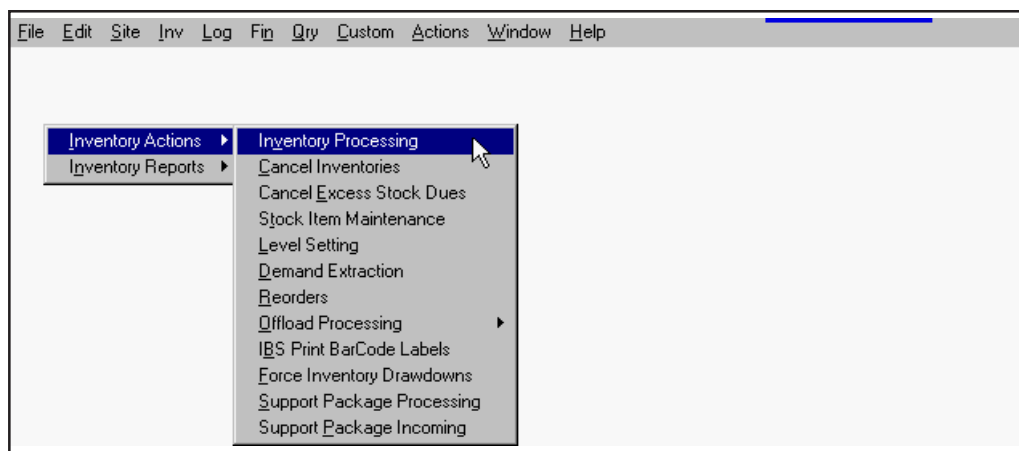 File Edit Site Inv Log Fin Qry Custom Actions Window Help
Inventory Actions
Inventory Reports
Inventory Processing
Cancel Inventories
Cancel Excess Stock Dues
Stock Item Maintenance
Level Setting
Demand Extraction
Reorders
Offload Processing
IBS Print BarCode Labels
Force Inventory Drawdowns
Support Package Processing
Support Package Incoming